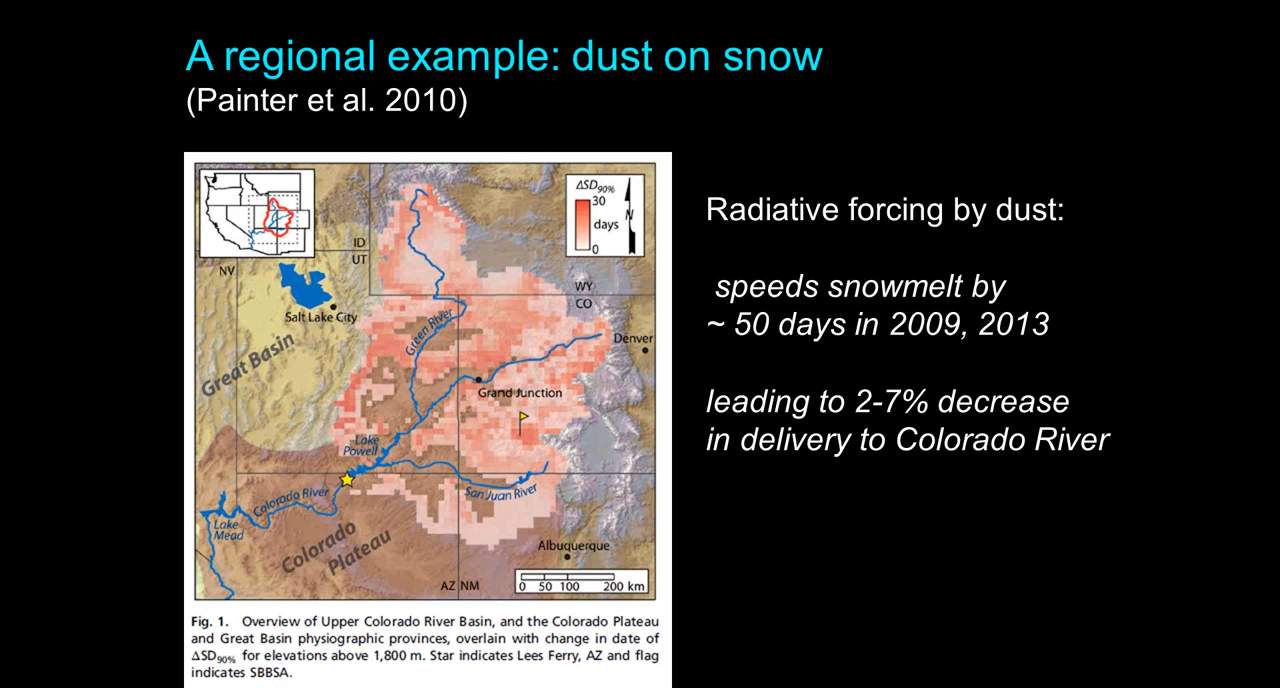 A regional example: dust on snow
(Painter et al. 2010)
ΔSD90%
30
days
0
N
ID
UT
NV
WY
CO
Salt Lake City
Great Basin
Green River
Denver
Grand Junction
Lake
Powell
San Juan River
Colorado River
Lake
Mead
Colorado
Plateau
Albuquerque
AZ NM
0 50 100 200 km
Fig. 1. Overview of Upper Colorado River Basin, and the Colorado Plateau
and Great Basin physiographic provinces, overlain with change in date of
ΔSD90% for elevations above 1,800 m. Star indicates Lees Ferry, AZ and flag
indicates SBBSA.
Radiative forcing by dust:
speeds snowmelt by
~ 50 days in 2009, 2013
leading to 2-7% decrease
in delivery to Colorado River